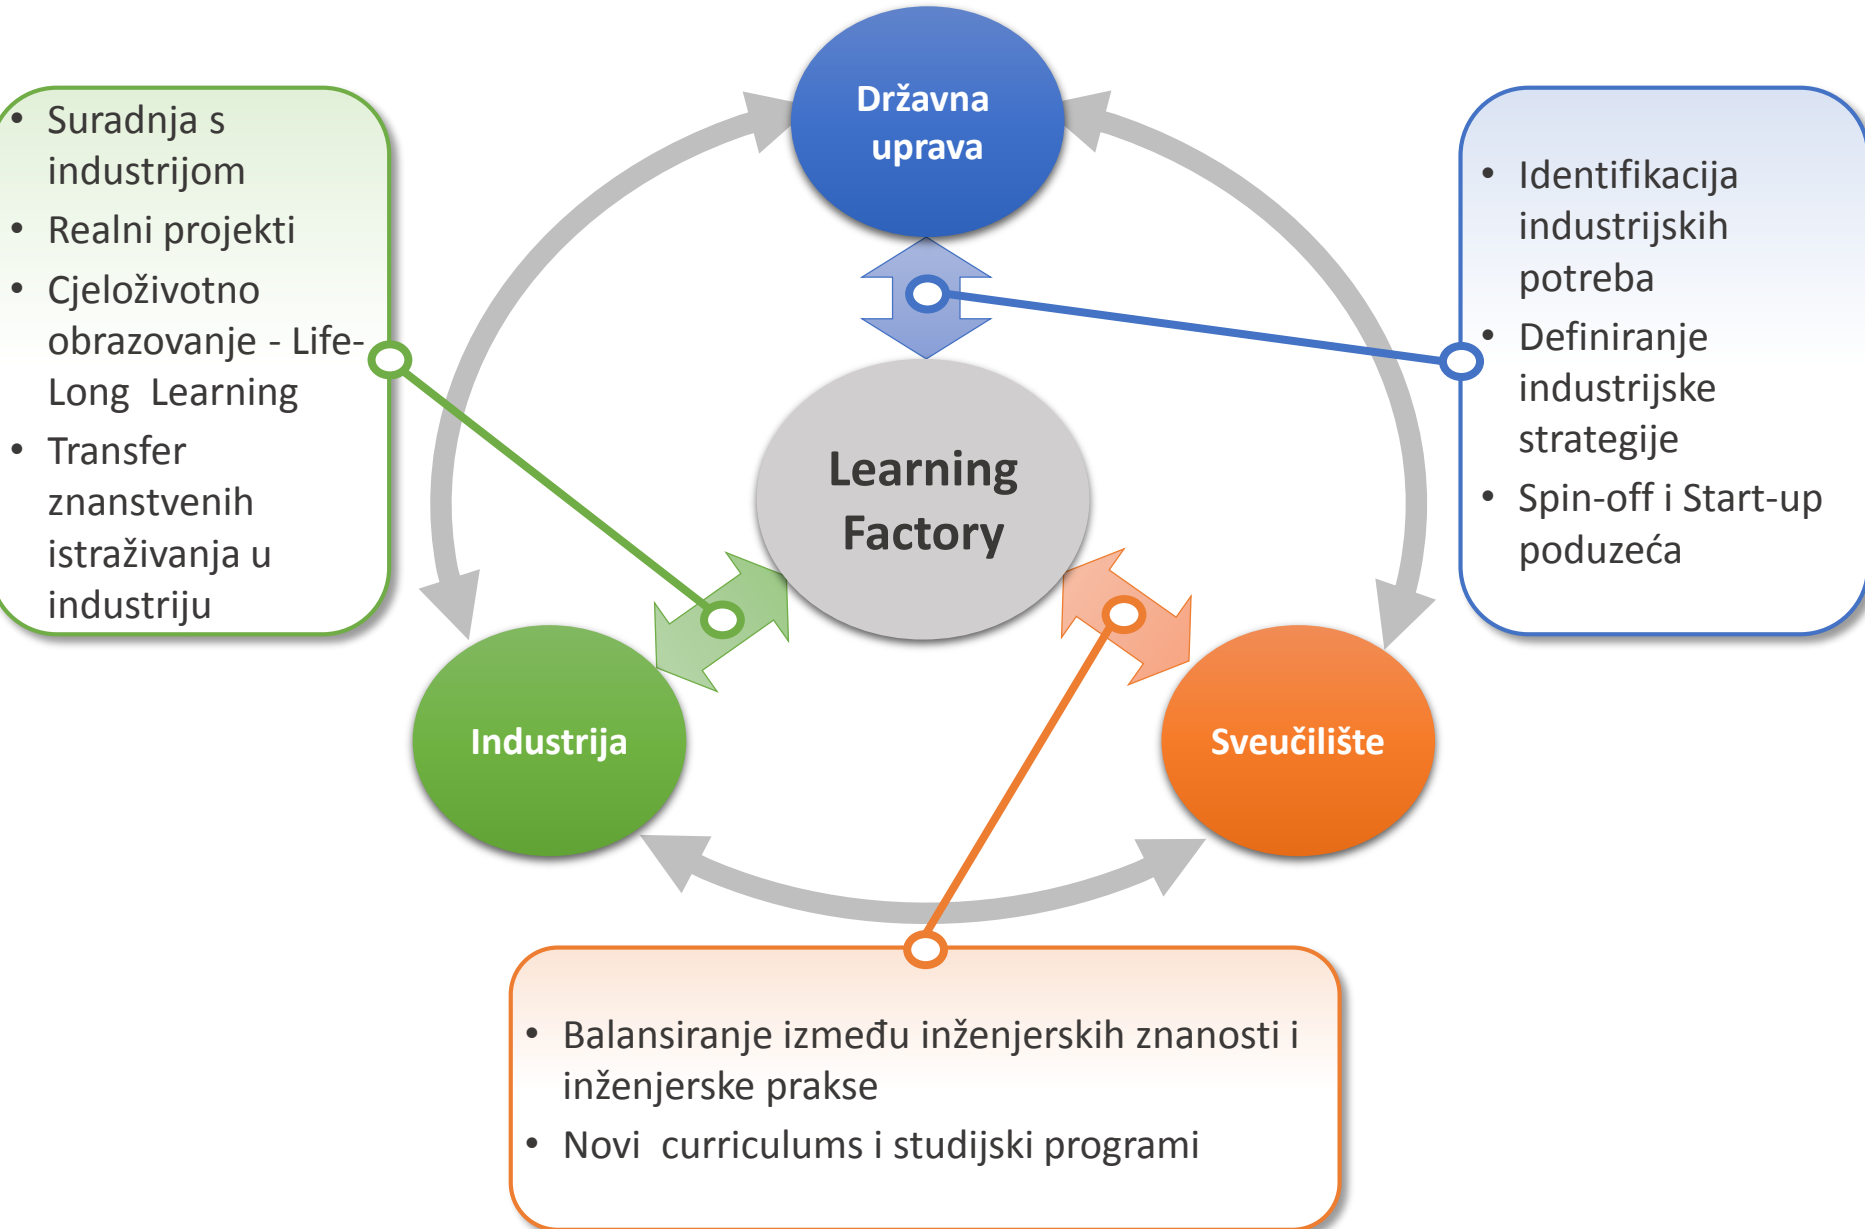 Državna
uprava
• Suradnja s
industrijom
• Realni projekti
• Cjeloživotno
obrazovanje - Life-
Long  Learning
• Transfer
znanstvenih
istraživanja u
industriju
• Identifikacija
industrijskih
potreba
• Definiranje
industrijske
strategije
• Spin-off i Start-up
poduzeća
Learning
Factory
Industrija
Sveučilište
• Balansiranje između inženjerskih znanosti i
inženjerske prakse
• Novi  curriculums i studijski programi